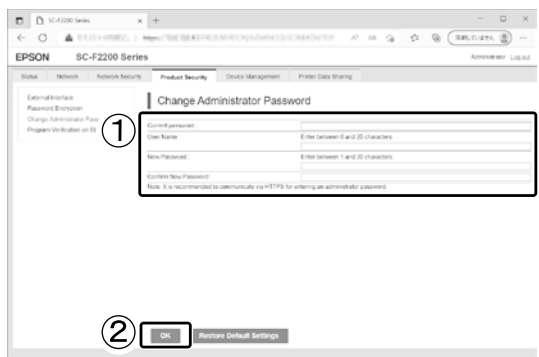 SC-F2200 Series
EPSON SC-F2200 Series
Administrator Logout
Status Network Network Security Product Security Device Management Printer Data Sharing
External Interface
Password Encryption
Change Administrator Pass
Program Verification on St
Change Administrator Password
①
Current password :
User Name : Enter between 0 and 20 characters.
New Password : Enter between 1 and 20 characters.
Confirm New Password :
Note: It is recommended to communicate via HTTPS for entering an administrator password.
②
OK Restore Default Settings